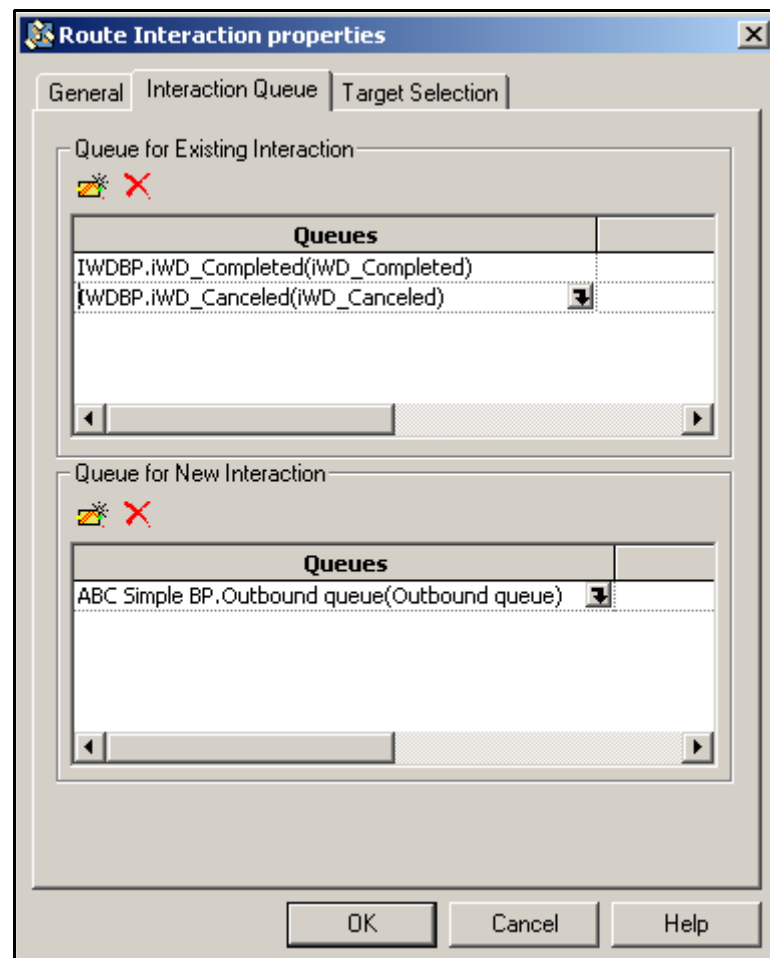 Route Interaction properties
General Interaction Queue Target Selection
Queue for Existing Interaction
Queues
IWDBP.iWD_Completed(iWD_Completed)
IWDBP.iWD_Canceled(iWD_Canceled)
Queue for New Interaction
Queues
ABC Simple BP.Outbound queue(Outbound queue)
OK Cancel Help